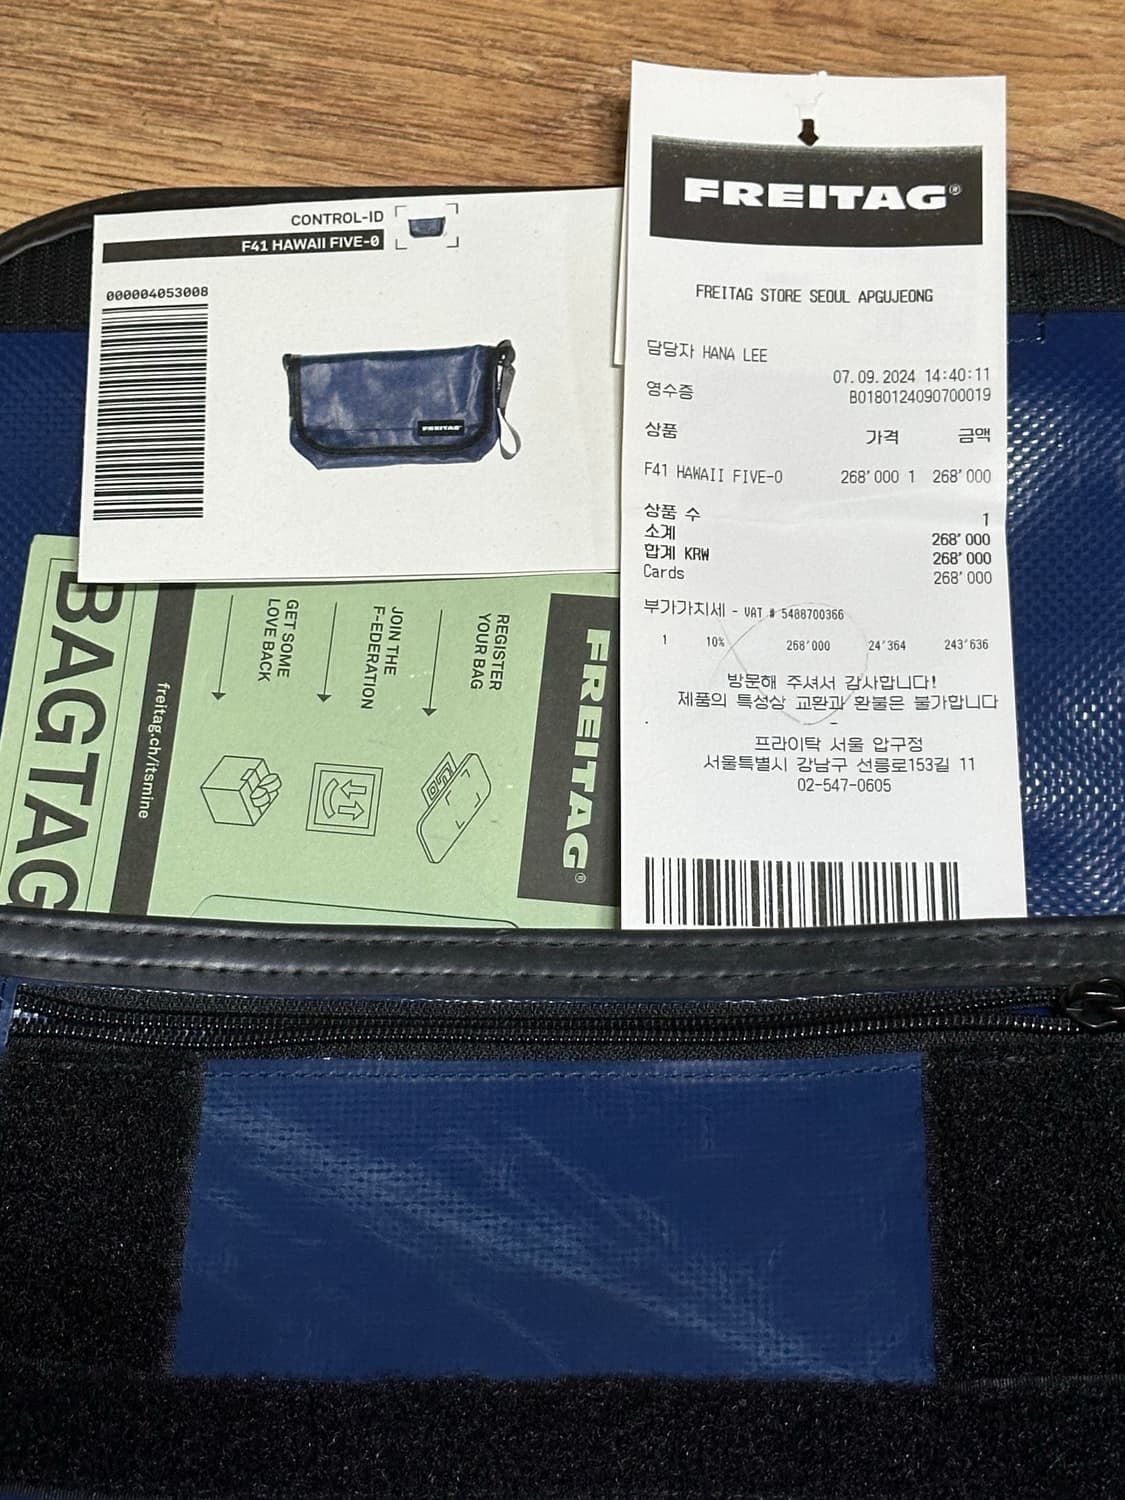 CONTROL-ID
F41 HAWAII FIVE-0
000004053008
FREITAG
FREITAG®
FREITAG STORE SEOUL APGUJEONG
담당자 HANA LEE
07.09.2024 14:40:11
영수증 B0180124090700019
상품 가격 금액
F41 HAWAII FIVE-0 268'000 1 268'000
상품 수 1
소계 268'000
합계 KRW 268'000
Cards 268'000
부가가치세 - VAT # 5488700366
1 10% 268'000 24'364 243'636
방문해 주셔서 감사합니다!
제품의 특성상 교환과 환불은 불가합니다
프라이탁 서울 압구정
서울특별시 강남구 선릉로153길 11
02-547-0605
FREITAG®
REGISTER
YOUR BAG
JOIN THE
F-EDERATION
GET SOME
LOVE BACK
freitag.ch/itsmine
BAGTAG